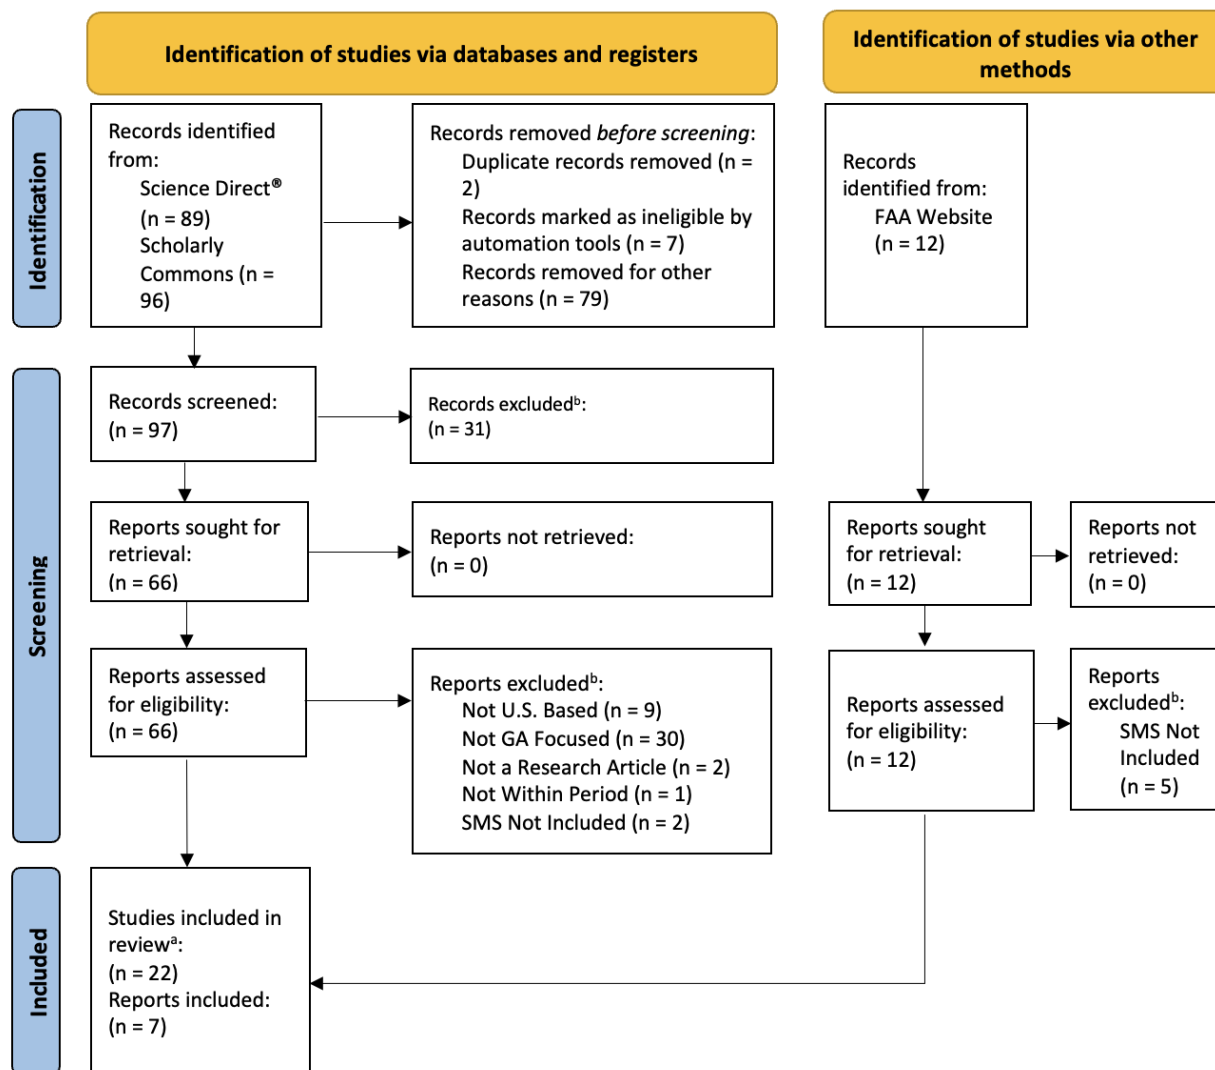 Identification of studies via databases and registers
Identification of studies via other
methods
Identification
Records identified
from:
Science Direct®
(n = 89)
Scholarly
Commons (n =
96)
Records removed before screening:
Duplicate records removed (n =
2)
Records marked as ineligible by
automation tools (n = 7)
Records removed for other
reasons (n = 79)
Records
identified from:
FAA Website
(n = 12)
Screening
Records screened:
(n = 97)
Records excludedᵇ:
(n = 31)
Reports sought for
retrieval:
(n = 66)
Reports not retrieved:
(n = 0)
Reports sought
for retrieval:
(n = 12)
Reports not
retrieved:
(n = 0)
Reports assessed
for eligibility:
(n = 66)
Reports excludedᵇ:
Not U.S. Based (n = 9)
Not GA Focused (n = 30)
Not a Research Article (n = 2)
Not Within Period (n = 1)
SMS Not Included (n = 2)
Reports assessed
for eligibility:
(n = 12)
Reports
excludedᵇ:
SMS Not
Included
(n = 5)
Included
Studies included in
reviewᵃ:
(n = 22)
Reports included:
(n = 7)